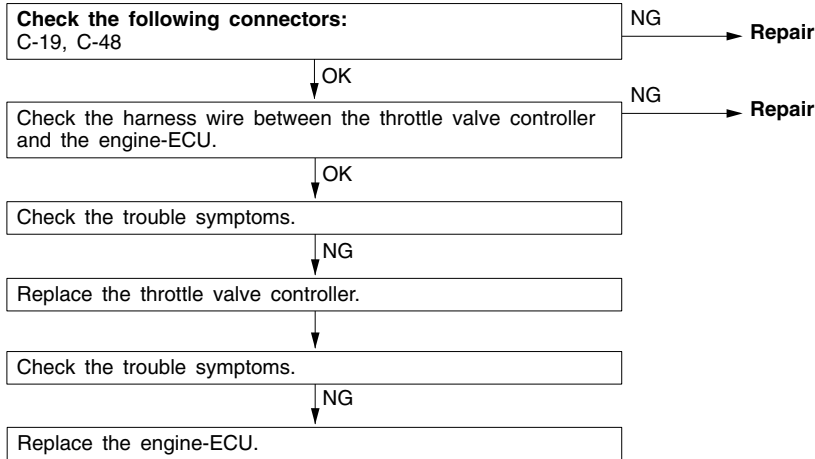 Check the following connectors:
C-19, C-48
NG
Repair
OK
Check the harness wire between the throttle valve controller
and the engine-ECU.
NG
Repair
OK
Check the trouble symptoms.
NG
Replace the throttle valve controller.
Check the trouble symptoms.
NG
Replace the engine-ECU.